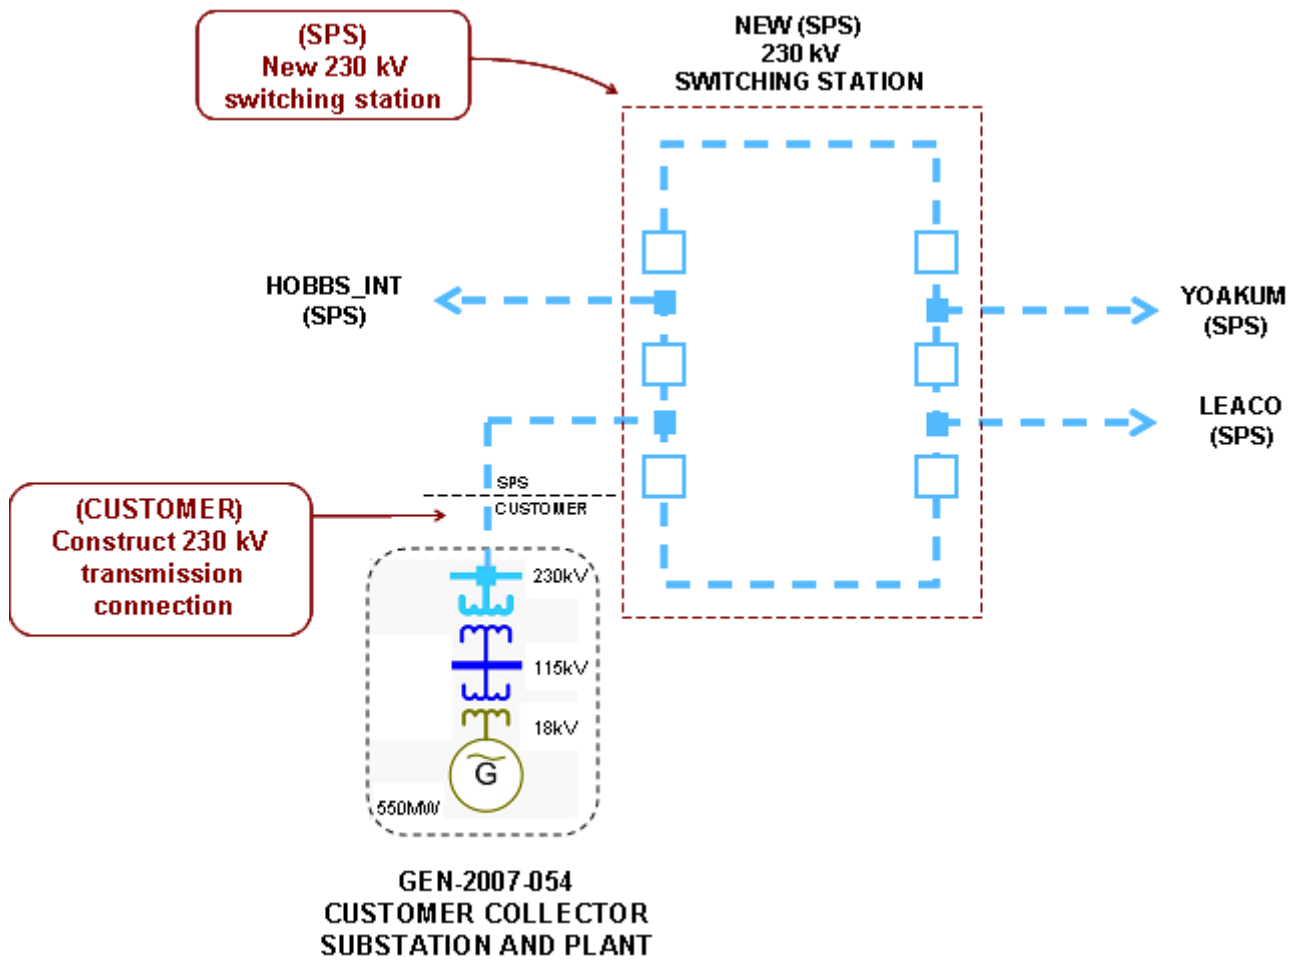 (SPS)
New 230 kV
switching station
NEW (SPS)
230 kV
SWITCHING STATION
HOBBS_INT
(SPS)
YOAKUM
(SPS)
LEACO
(SPS)
SPS
CUSTOMER
(CUSTOMER)
Construct 230 kV
transmission
connection
230kV
115kV
18kV
G
550MW
GEN-2007-054
CUSTOMER COLLECTOR
SUBSTATION AND PLANT